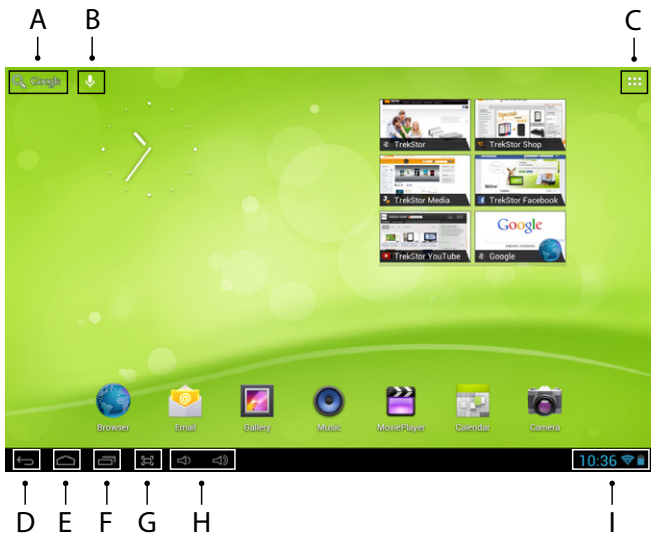 A B C
Google
TrekStor TrekStor Shop
TrekStor Media TrekStor Facebook
Google
TrekStor YouTube Google
Browser Email Gallery Music MoviePlayer Calendar Camera
10:36
D E F G H I